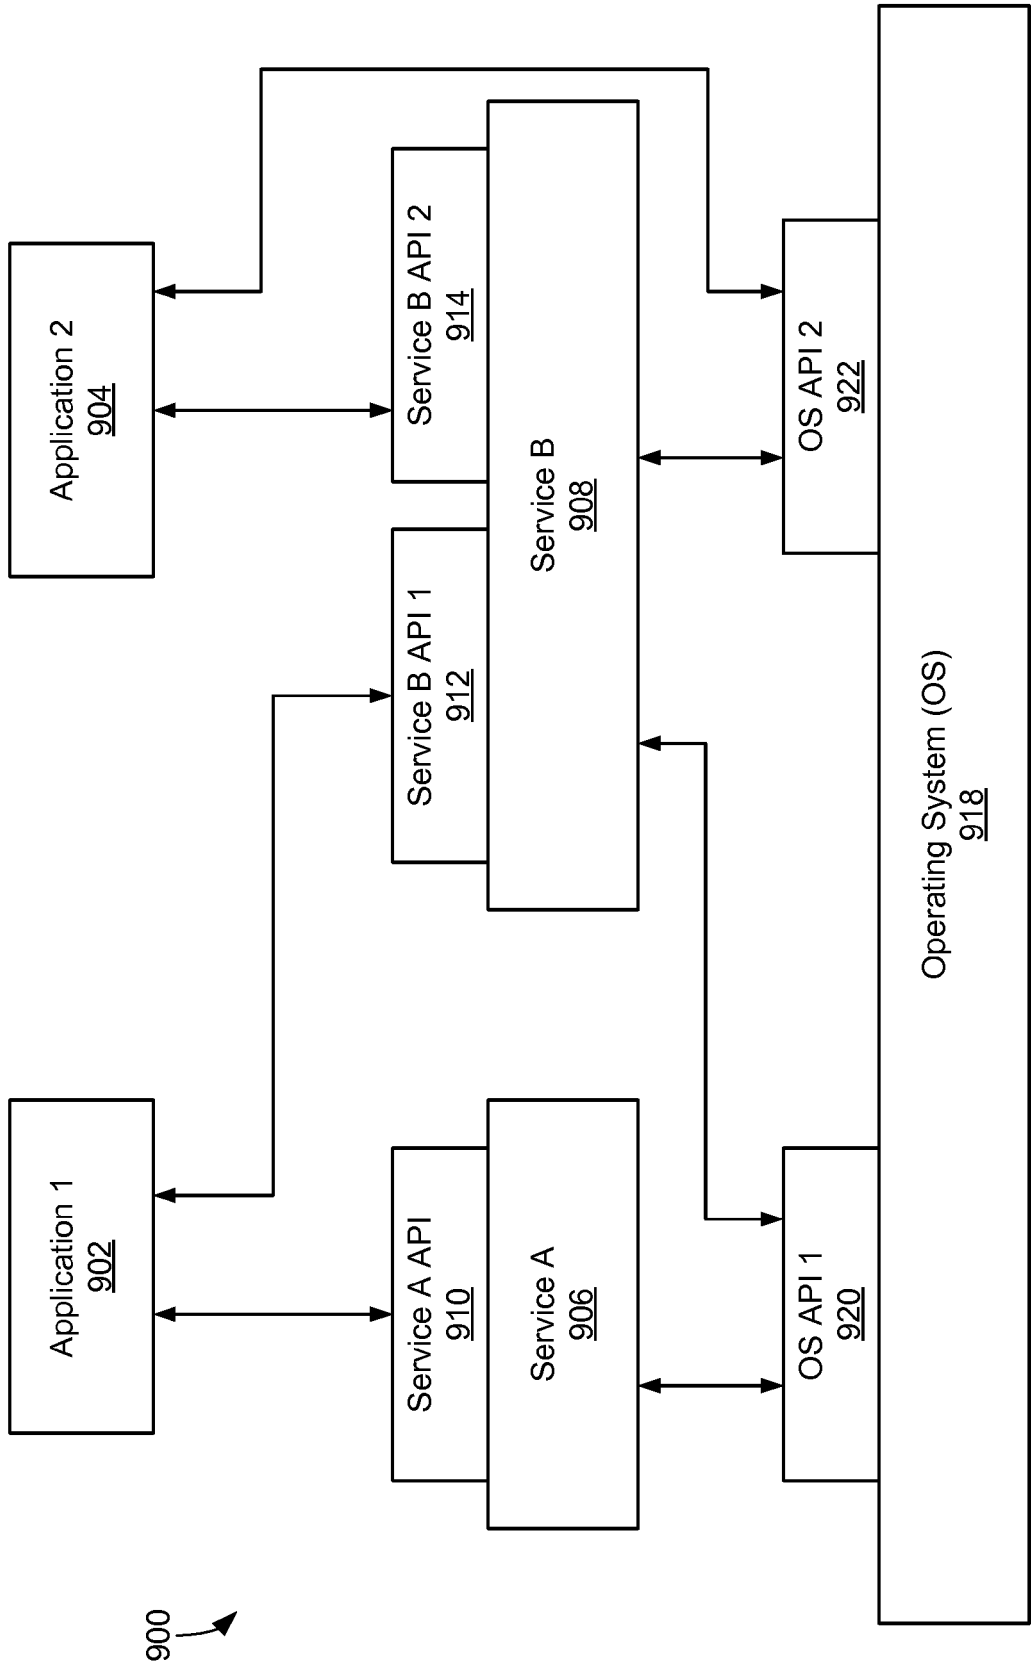 900
Application 1
902
Application 2
904
Service A API
910
Service B API 1
912
Service B API 2
914
Service A
906
Service B
908
OS API 1
920
OS API 2
922
Operating System (OS)
918